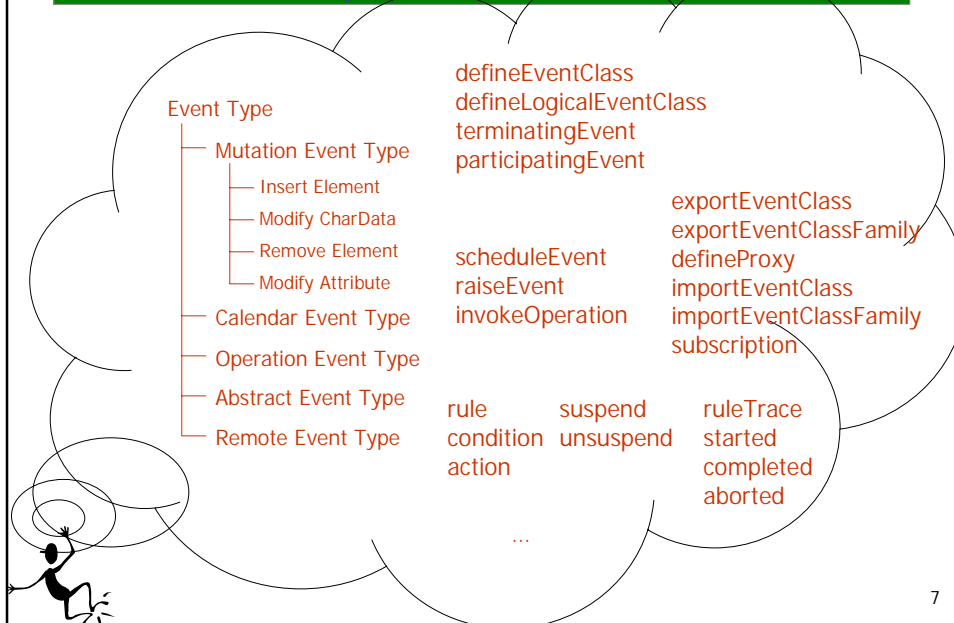 Event Type
Mutation Event Type
Insert Element
Modify CharData
Remove Element
Modify Attribute
Calendar Event Type
Operation Event Type
Abstract Event Type
Remote Event Type
defineEventClass
defineLogicalEventClass
terminatingEvent
participatingEvent
scheduleEvent
raiseEvent
invokeOperation
exportEventClass
exportEventClassFamily
defineProxy
importEventClass
importEventClassFamily
subscription
rule
condition
action
suspend
unsuspend
ruleTrace
started
completed
aborted
...
7